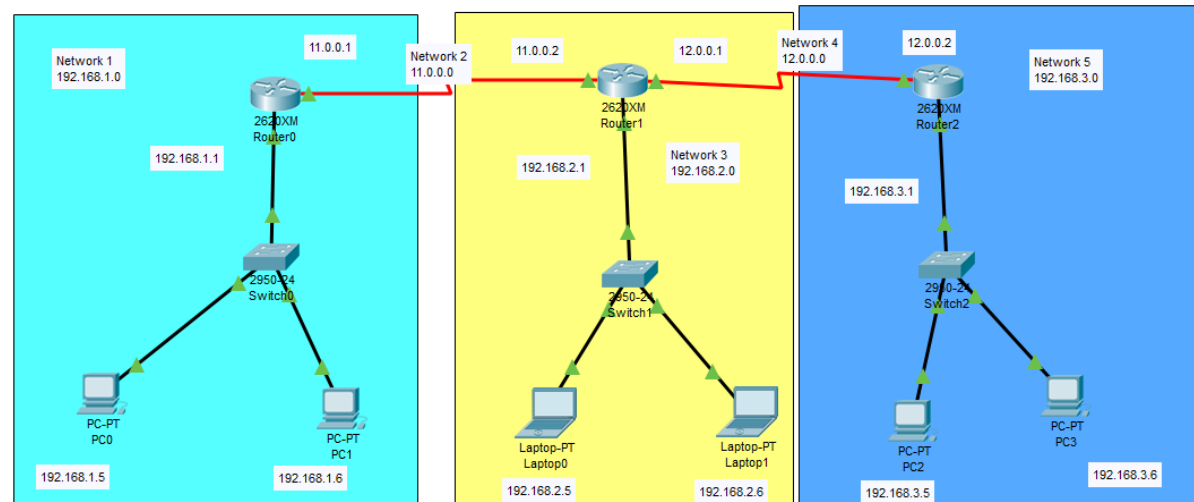 Network 1
192.168.1.0
11.0.0.1
Network 2
11.0.0.0
11.0.0.2
12.0.0.1
Network 4
12.0.0.0
12.0.0.2
Network 5
192.168.3.0
2620XM
Router0
2620XM
Router1
2620XM
Router2
192.168.1.1
192.168.2.1
Network 3
192.168.2.0
192.168.3.1
2950-24
Switch0
2950-24
Switch1
2950-24
Switch2
PC-PT
PC0
PC-PT
PC1
Laptop-PT
Laptop0
Laptop-PT
Laptop1
PC-PT
PC2
PC-PT
PC3
192.168.1.5
192.168.1.6
192.168.2.5
192.168.2.6
192.168.3.5
192.168.3.6